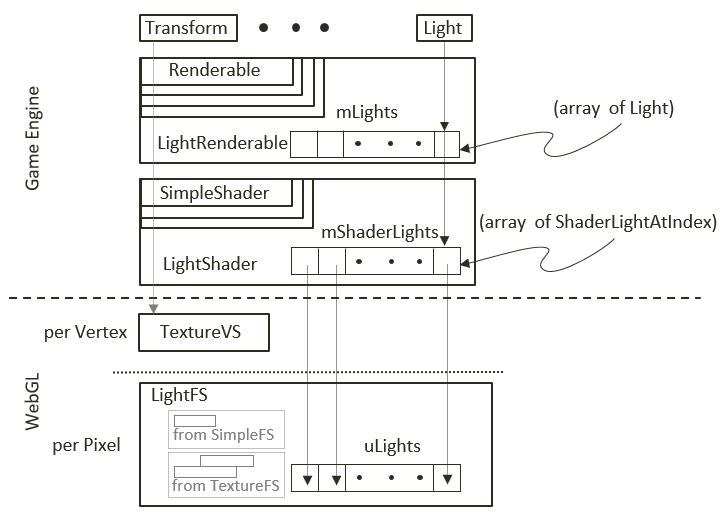 Transform
Light
Renderable
mLights
(array of Light)
LightRenderable
Game Engine
SimpleShader
mShaderLights
(array of ShaderLightAtIndex)
LightShader
per Vertex
TextureVS
WebGL
LightFS
from SimpleFS
per Pixel
uLights
from TextureFS